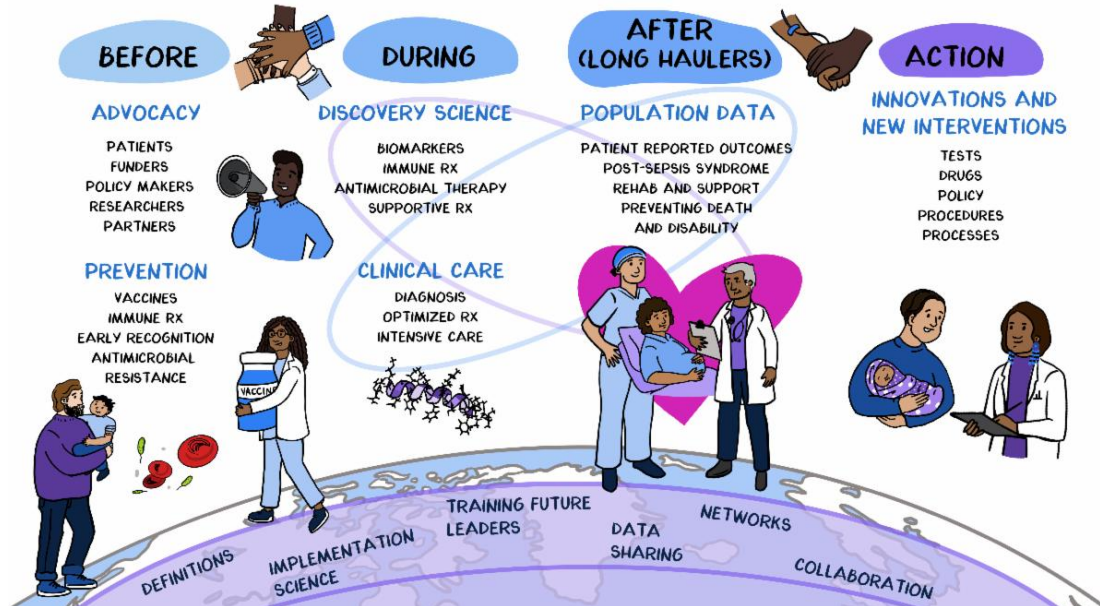 BEFORE
ADVOCACY
PATIENTS
FUNDERS
POLICY MAKERS
RESEARCHERS
PARTNERS
PREVENTION
VACCINES
IMMUNE RX
EARLY RECOGNITION
ANTIMICROBIAL
RESISTANCE
VACCINE
DURING
DISCOVERY SCIENCE
BIOMARKERS
IMMUNE RX
ANTIMICROBIAL THERAPY
SUPPORTIVE RX
CLINICAL CARE
DIAGNOSIS
OPTIMIZED RX
INTENSIVE CARE
AFTER
(LONG HAULERS)
POPULATION DATA
PATIENT REPORTED OUTCOMES
POST-SEPSIS SYNDROME
REHAB AND SUPPORT
PREVENTING DEATH
AND DISABILITY
ACTION
INNOVATIONS AND
NEW INTERVENTIONS
TESTS
DRUGS
POLICY
PROCEDURES
PROCESSES
DEFINITIONS
IMPLEMENTATION
SCIENCE
TRAINING FUTURE
LEADERS
DATA
SHARING
NETWORKS
COLLABORATION